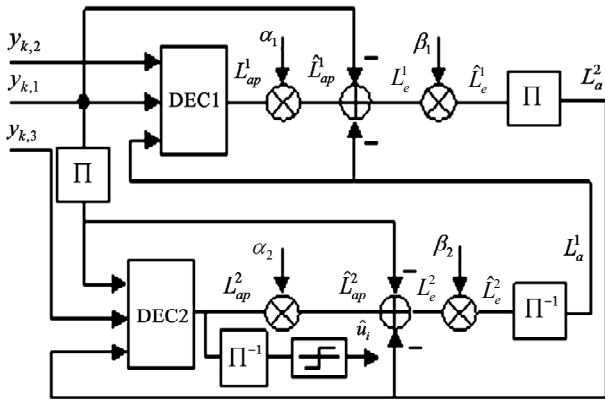 y_{k,2}
α_1
β_1
L_{ap}^1
\hat{L}_{ap}^1
L_e^1
\hat{L}_e^1
L_a^2
y_{k,1}
DEC1
Π
−
−
y_{k,3}
Π
α_2
β_2
L_a^1
L_{ap}^2
\hat{L}_{ap}^2
−
L_e^2
\hat{L}_e^2
DEC2
Π^{-1}
\hat{u}_i
−
Π^{-1}